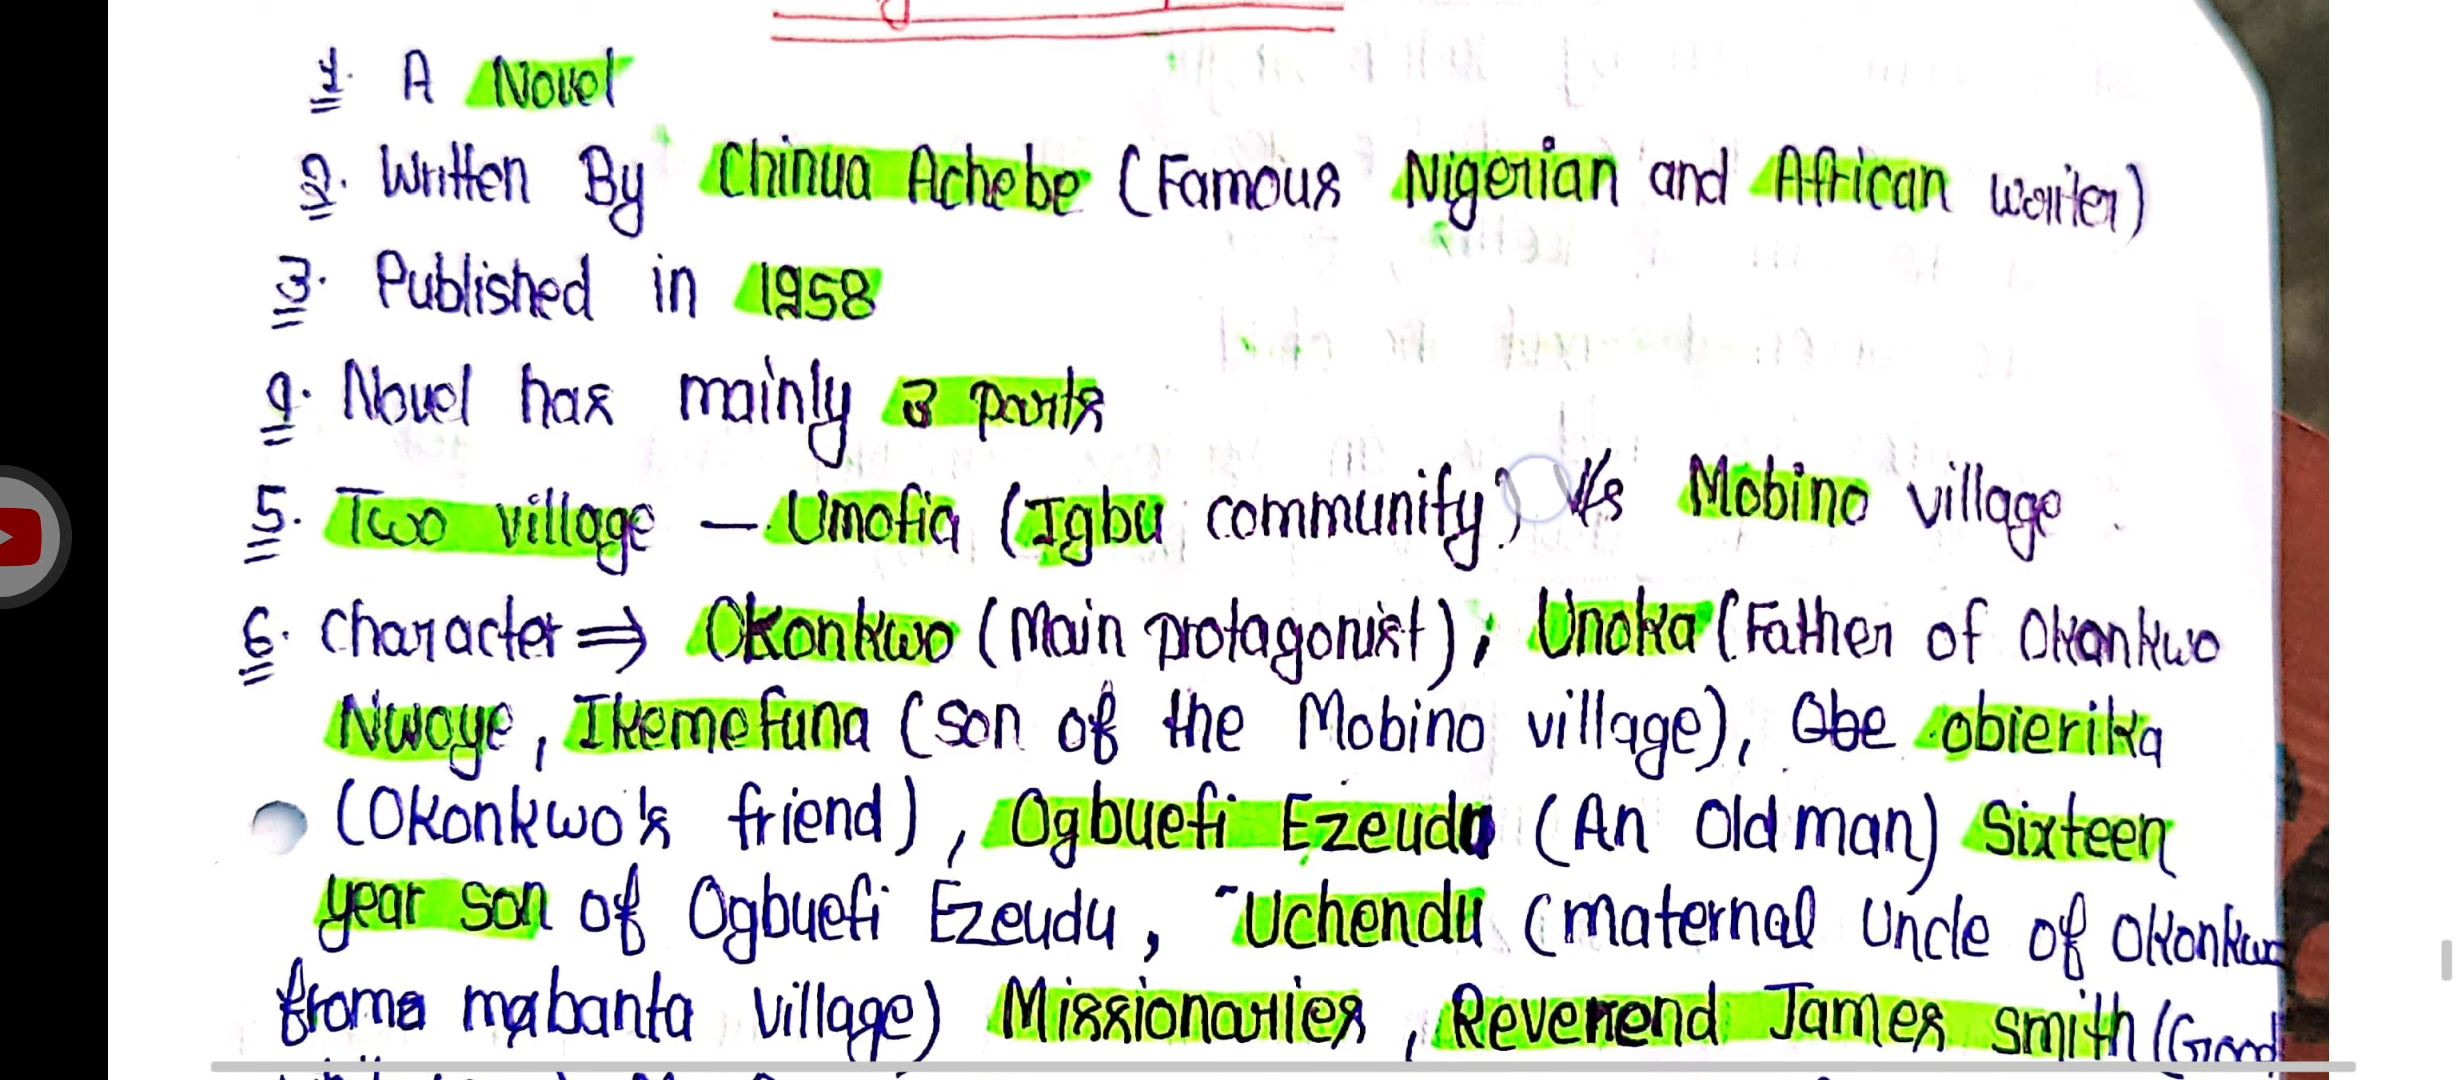 1. A Novel
2. Written By Chinua Achebe (Famous Nigerian and African writer)
3. Published in 1958
4. Novel has mainly 3 parts
5. Two village – Umofia (Igbu community) V/s Mobino village
6. Character ⇒ Okonkwo (Main protagonist); Unoka (Father of Okonkwo
Nwoye, Ikemefuna (son of the Mobino village), Obe obierika
(Okonkwo's friend), Ogbuefi Ezeudu (An old man) Sixteen
year son of Ogbuefi Ezeudu, Uchendu (maternal Uncle of Okonkwo
from mabanta village) Missionaries, Reverend James Smith (Good